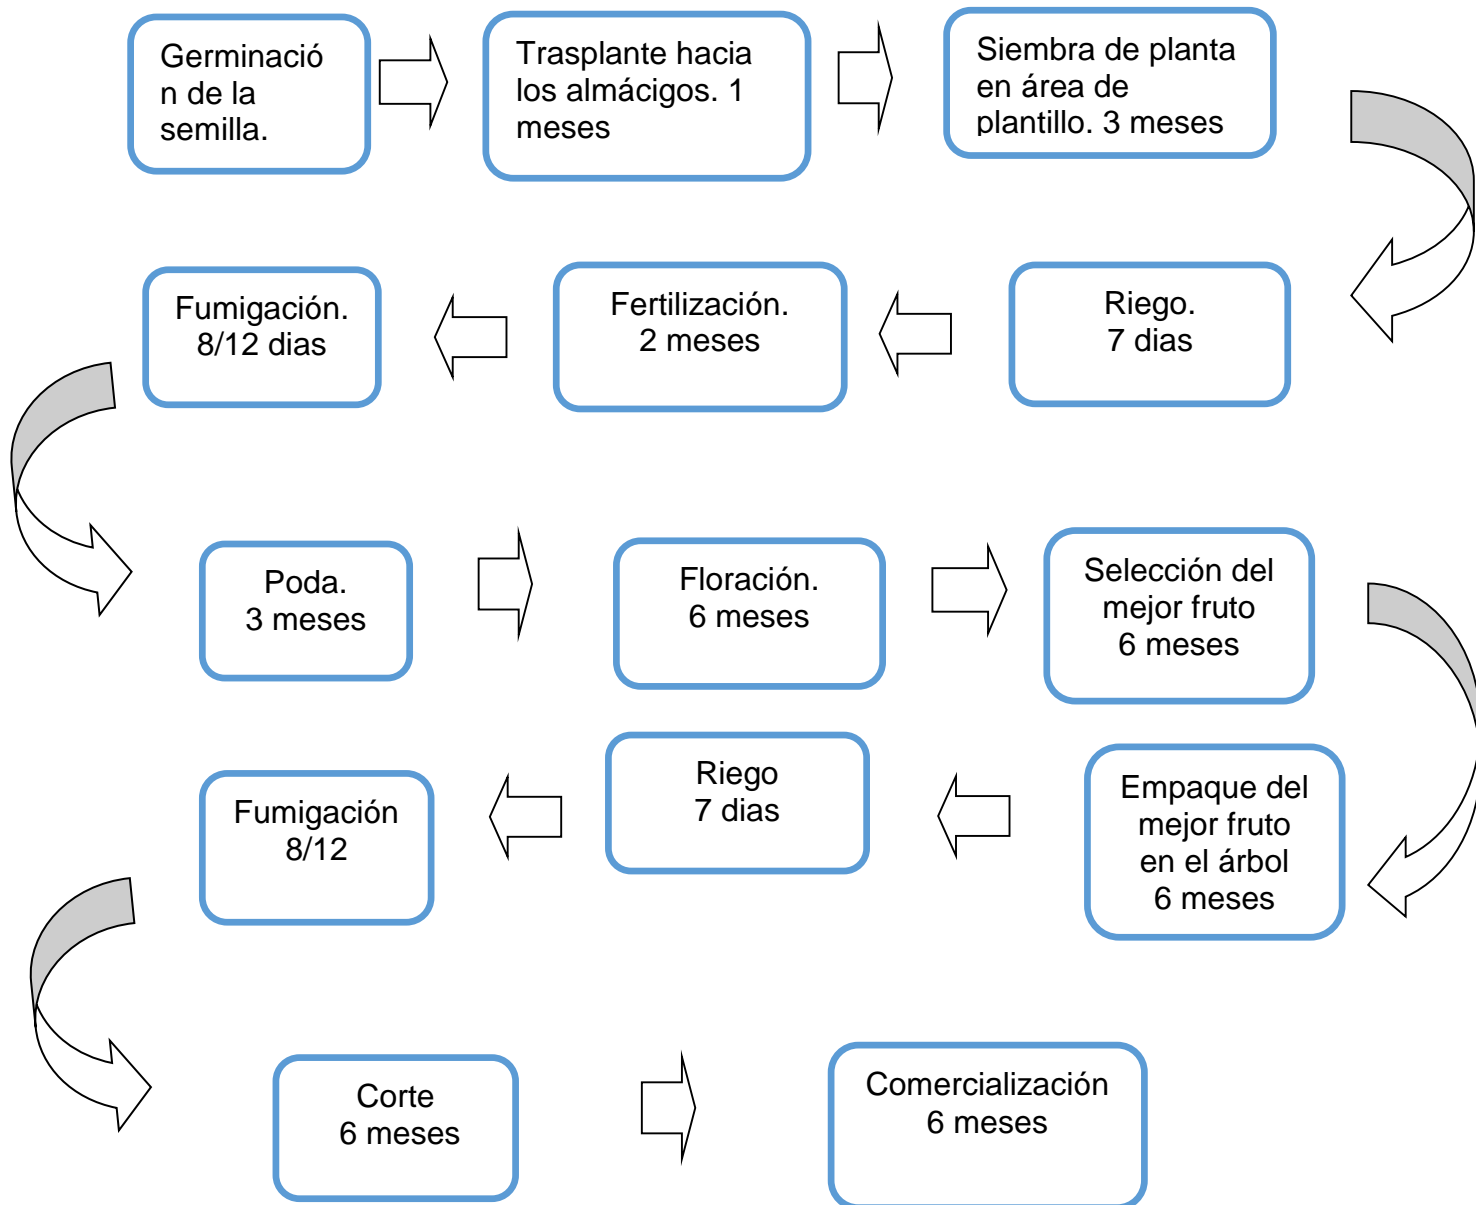 Germinació
n de la
semilla.
Trasplante hacia
los almácigos. 1
meses
Siembra de planta
en área de
plantillo. 3 meses
Riego.
7 dias
Fertilización.
2 meses
Fumigación.
8/12 dias
Poda.
3 meses
Floración.
6 meses
Selección del
mejor fruto
6 meses
Empaque del
mejor fruto
en el árbol
6 meses
Riego
7 dias
Fumigación
8/12
Corte
6 meses
Comercialización
6 meses